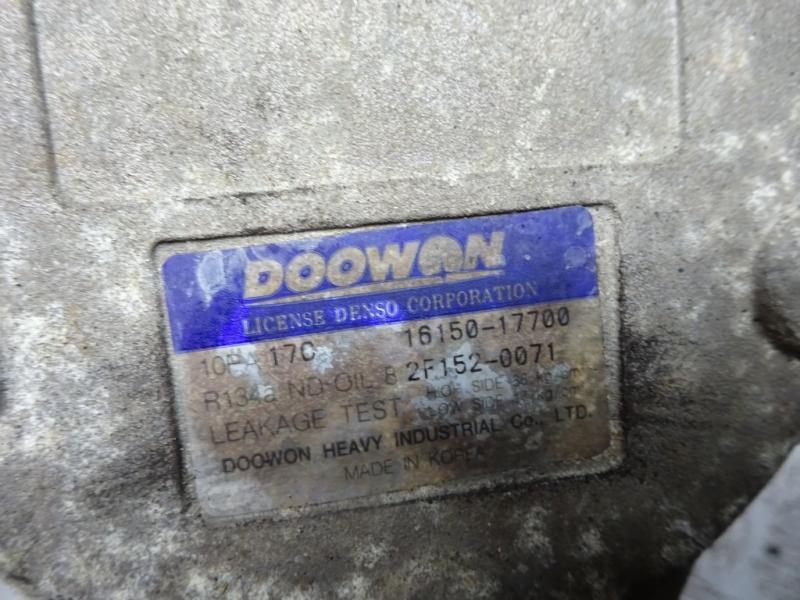 DOOWON
LICENSE DENSO CORPORATION
10PA 17C 16150-17700
R134a ND-OIL 8 2F152-0071
LEAKAGE TEST SIDE
LOW SIDE
DOOWON HEAVY INDUSTRIAL Co., LTD.
MADE IN KOREA